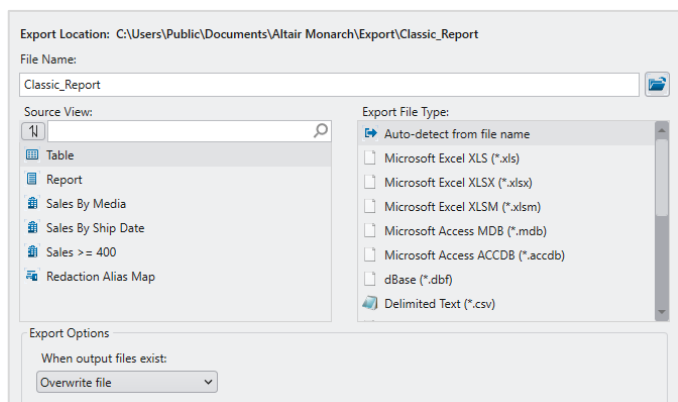 Export Location: C:\Users\Public\Documents\Altair Monarch\Export\Classic_Report
File Name:
Classic_Report
Source View:
Table
Report
Sales By Media
Sales By Ship Date
Sales >= 400
Redaction Alias Map
Export File Type:
Auto-detect from file name
Microsoft Excel XLS (*.xls)
Microsoft Excel XLSX (*.xlsx)
Microsoft Excel XLSM (*.xlsm)
Microsoft Access MDB (*.mdb)
Microsoft Access ACCDB (*.accdb)
dBase (*.dbf)
Delimited Text (*.csv)
Export Options
When output files exist:
Overwrite file